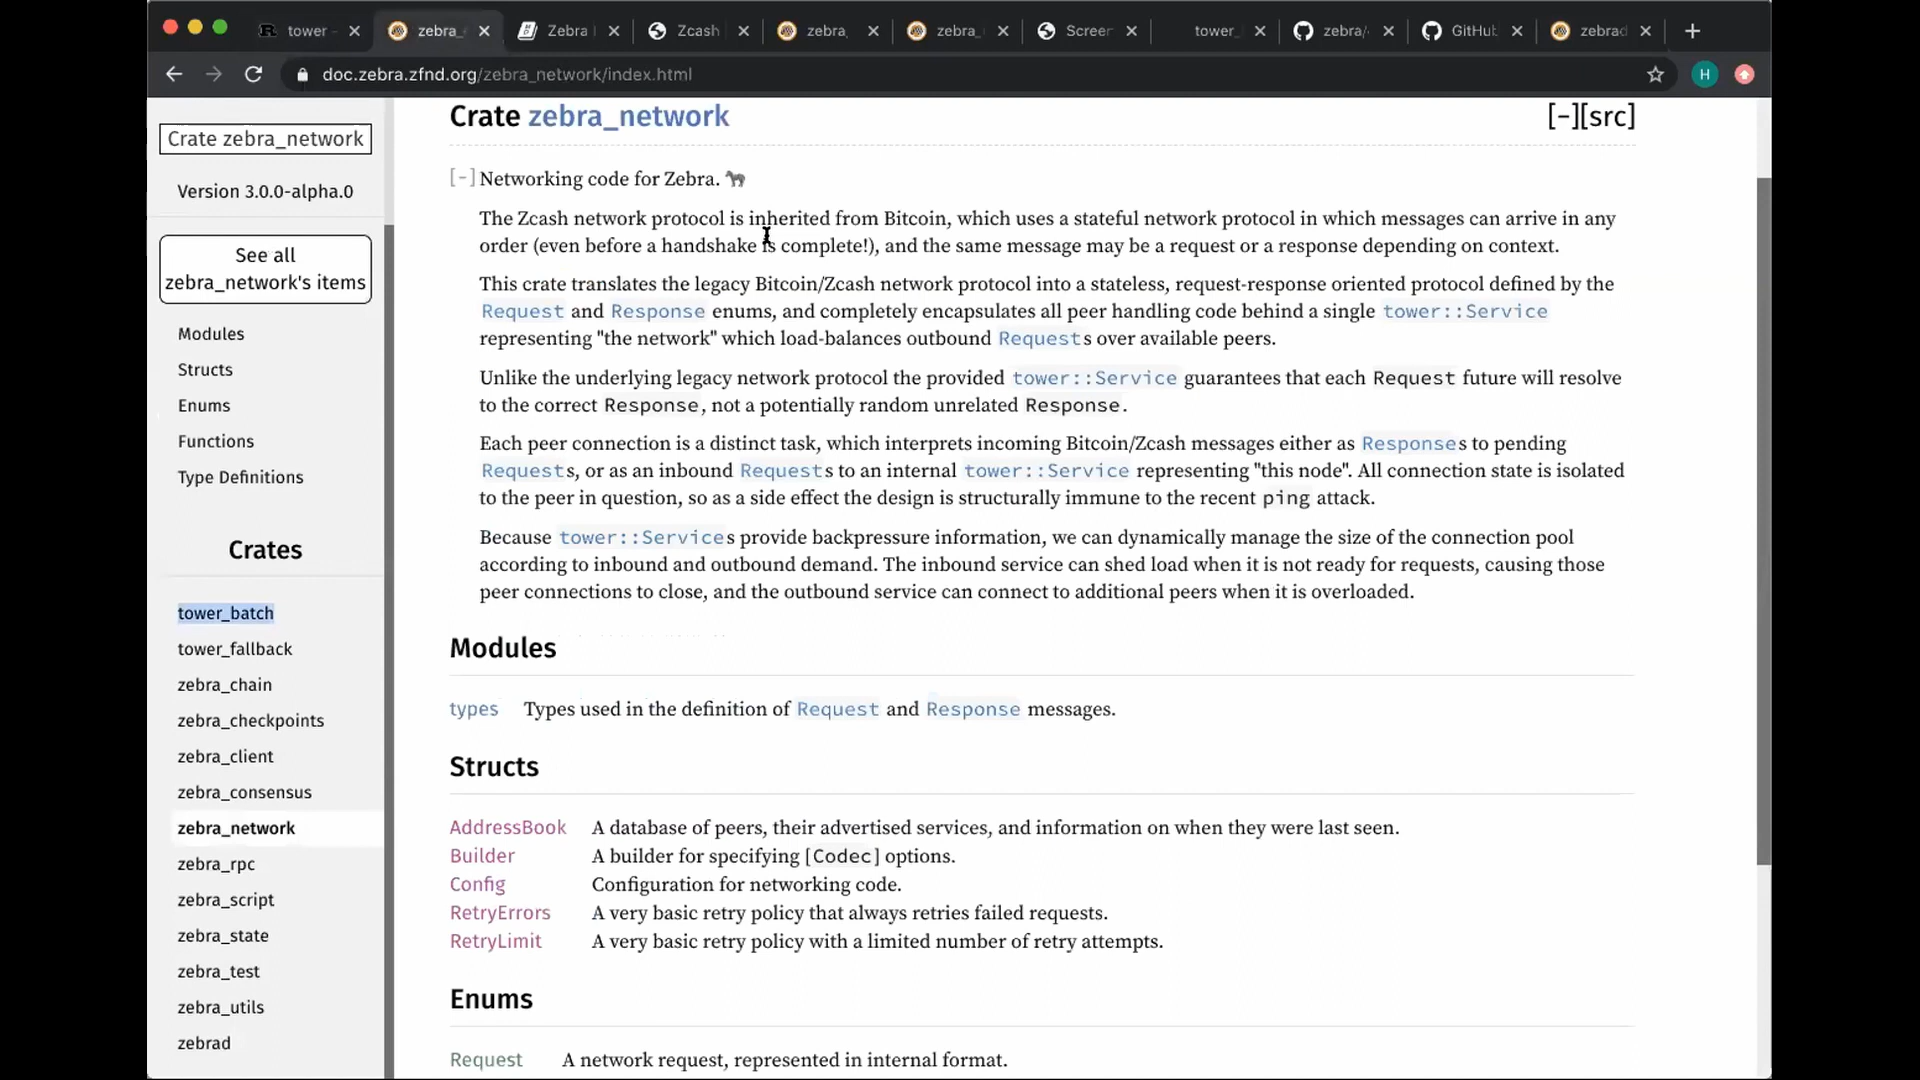 tower
zebra_
Zebra
Zcash
zebra_
zebra_
Screer
tower_
zebra/
GitHub
zebrad
doc.zebra.zfnd.org/zebra_network/index.html
H
Crate zebra_network
Version 3.0.0-alpha.0
See all
zebra_network's items
Modules
Structs
Enums
Functions
Type Definitions
Crates
tower_batch
tower_fallback
zebra_chain
zebra_checkpoints
zebra_client
zebra_consensus
zebra_network
zebra_rpc
zebra_script
zebra_state
zebra_test
zebra_utils
zebrad
Crate zebra_network
[-][src]
[-] Networking code for Zebra. 🦓
The Zcash network protocol is inherited from Bitcoin, which uses a stateful network protocol in which messages can arrive in any
order (even before a handshake is complete!), and the same message may be a request or a response depending on context.
This crate translates the legacy Bitcoin/Zcash network protocol into a stateless, request-response oriented protocol defined by the
Request and Response enums, and completely encapsulates all peer handling code behind a single tower::Service
representing "the network" which load-balances outbound Requests over available peers.
Unlike the underlying legacy network protocol the provided tower::Service guarantees that each Request future will resolve
to the correct Response, not a potentially random unrelated Response.
Each peer connection is a distinct task, which interprets incoming Bitcoin/Zcash messages either as Responses to pending
Requests, or as an inbound Requests to an internal tower::Service representing "this node". All connection state is isolated
to the peer in question, so as a side effect the design is structurally immune to the recent ping attack.
Because tower::Services provide backpressure information, we can dynamically manage the size of the connection pool
according to inbound and outbound demand. The inbound service can shed load when it is not ready for requests, causing those
peer connections to close, and the outbound service can connect to additional peers when it is overloaded.
Modules
types Types used in the definition of Request and Response messages.
Structs
AddressBook A database of peers, their advertised services, and information on when they were last seen.
Builder A builder for specifying [Codec] options.
Config Configuration for networking code.
RetryErrors A very basic retry policy that always retries failed requests.
RetryLimit A very basic retry policy with a limited number of retry attempts.
Enums
Request A network request, represented in internal format.